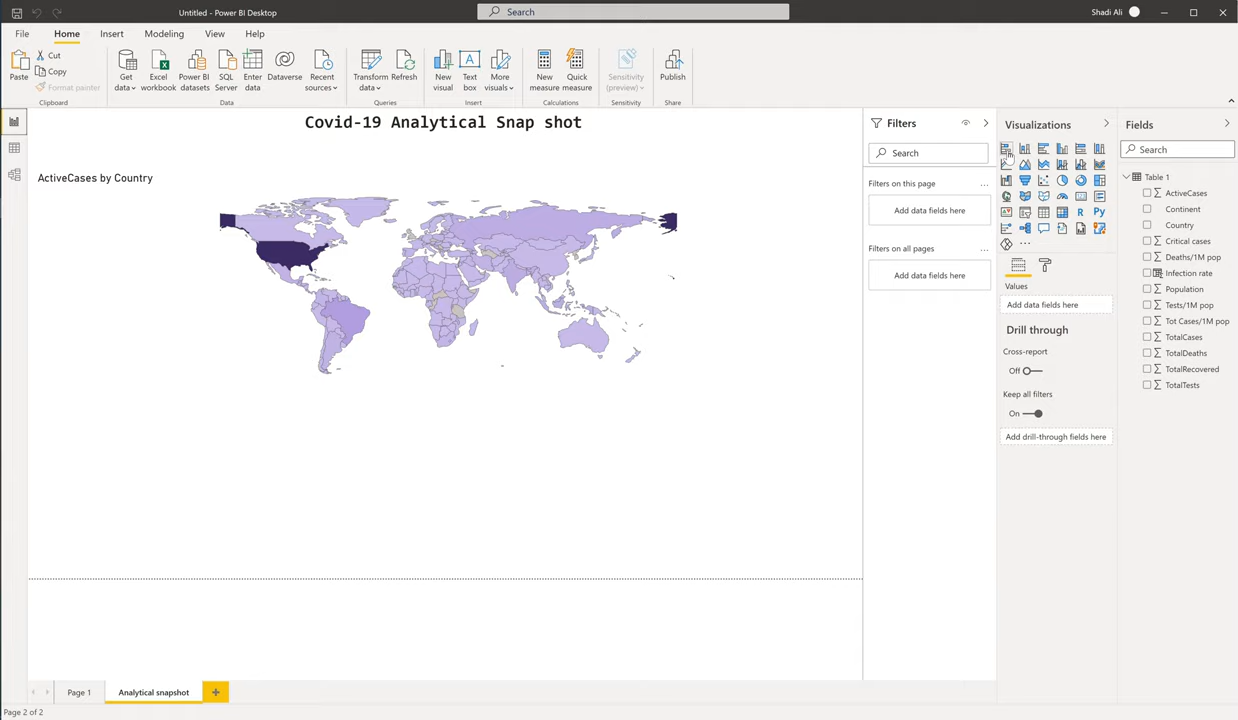 Untitled - Power BI Desktop
Search
Shadi Ali
File
Home
Insert
Modeling
View
Help
Paste
Cut
Copy
Format painter
Get data
Excel workbook
Power BI datasets
SQL Server
Enter data
Dataverse
Recent sources
Transform data
Refresh
New visual
Text box
More visuals
New measure
Quick measure
Sensitivity (preview)
Publish
Clipboard
Data
Queries
Insert
Calculations
Sensitivity
Share
Covid-19 Analytical Snap shot
ActiveCases by Country
Filters
Search
Filters on this page
...
Add data fields here
Filters on all pages
...
Add data fields here
Visualizations
R
Py
...
Values
Add data fields here
Drill through
Cross-report
Off
Keep all filters
On
Add drill-through fields here
Fields
Search
Table 1
ActiveCases
Continent
Country
Critical cases
Deaths/1M pop
Infection rate
Population
Tests/1M pop
Tot Cases/1M pop
TotalCases
TotalDeaths
TotalRecovered
TotalTests
Page 1
Analytical snapshot
Page 2 of 2